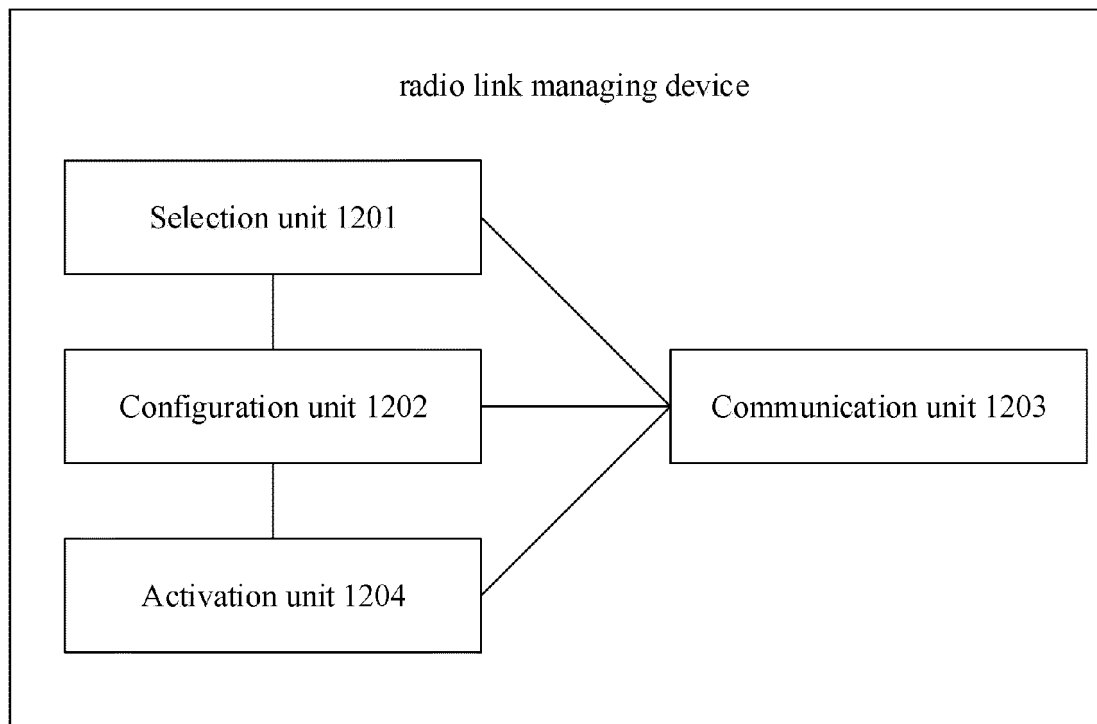 radio link managing device
Selection unit 1201
Configuration unit 1202
Communication unit 1203
Activation unit 1204